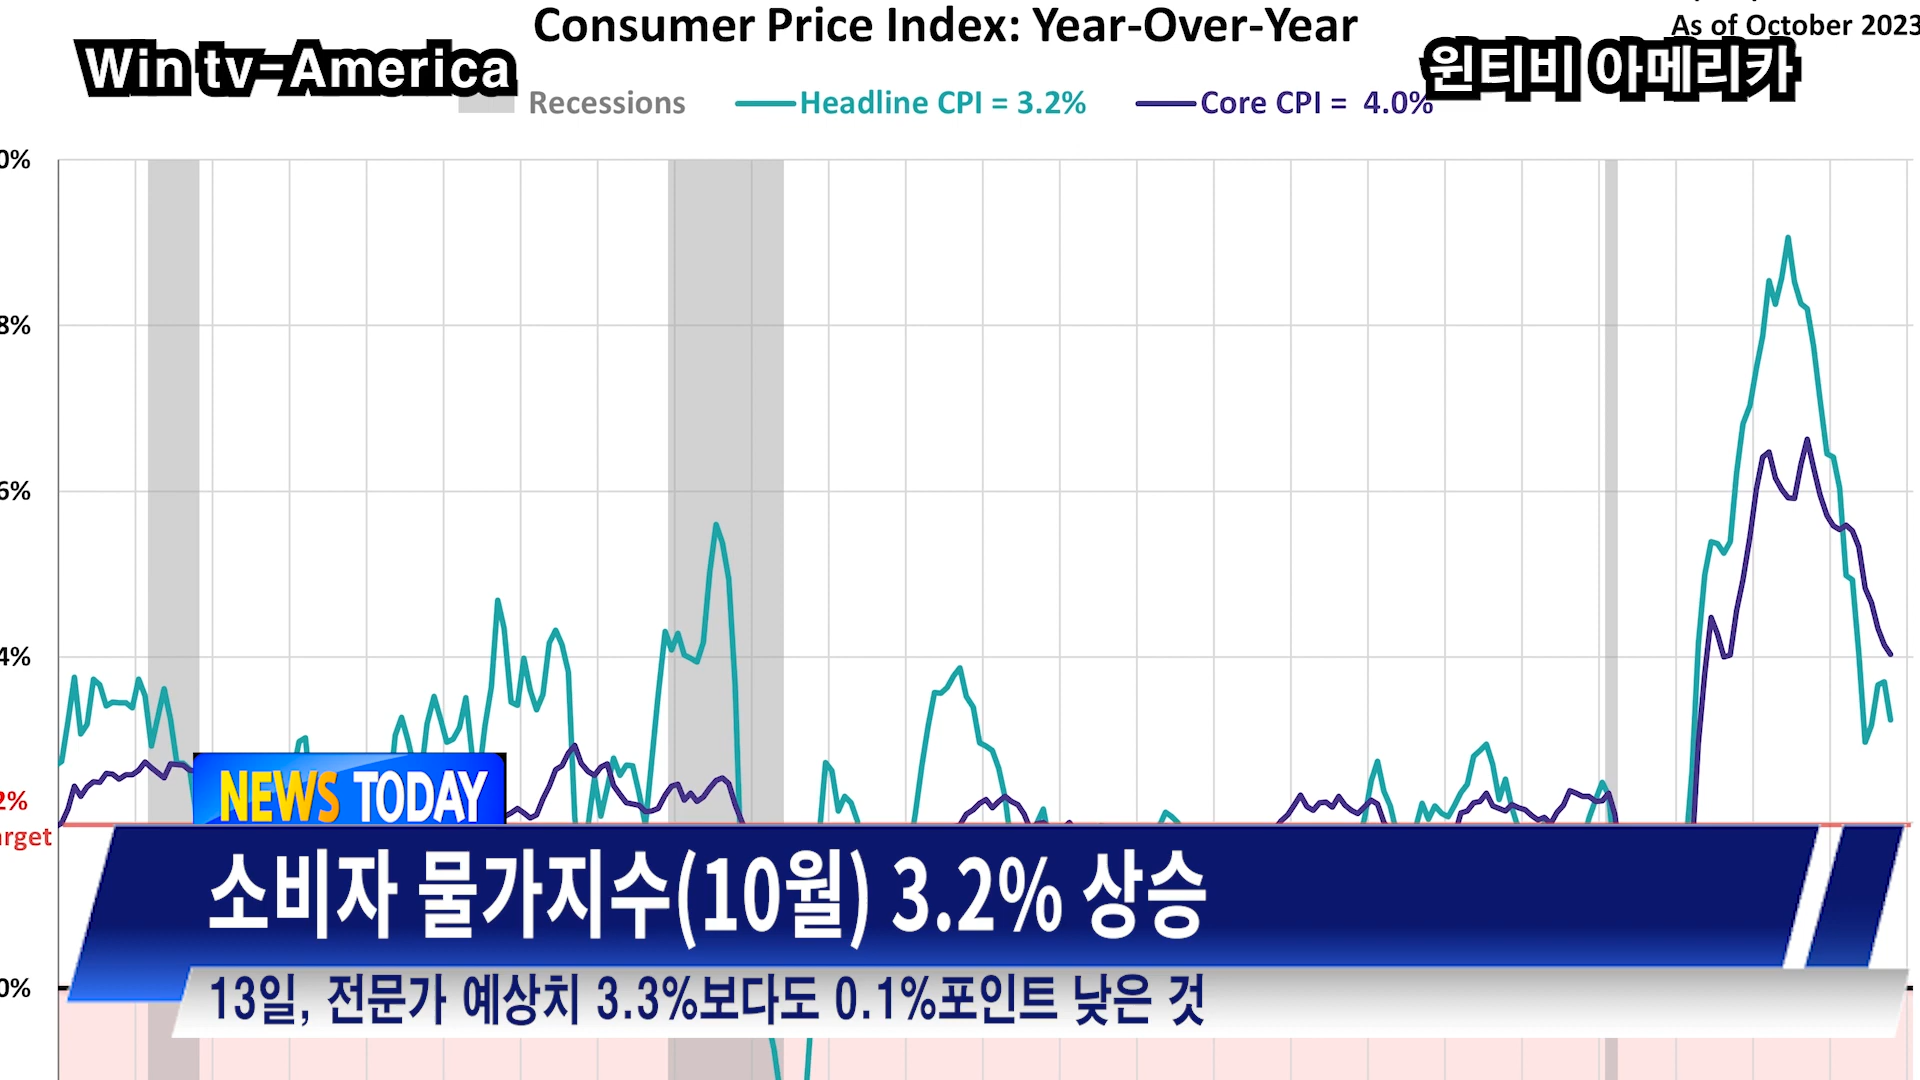 Consumer Price Index: Year-Over-Year
As of October 2023
Win tv-America
윈티비 아메리카
Recessions
Headline CPI = 3.2%
Core CPI = 4.0%
0%
8%
6%
4%
2%
arget
0%
NEWS TODAY
소비자 물가지수(10월) 3.2% 상승
13일, 전문가 예상치 3.3%보다도 0.1%포인트 낮은 것